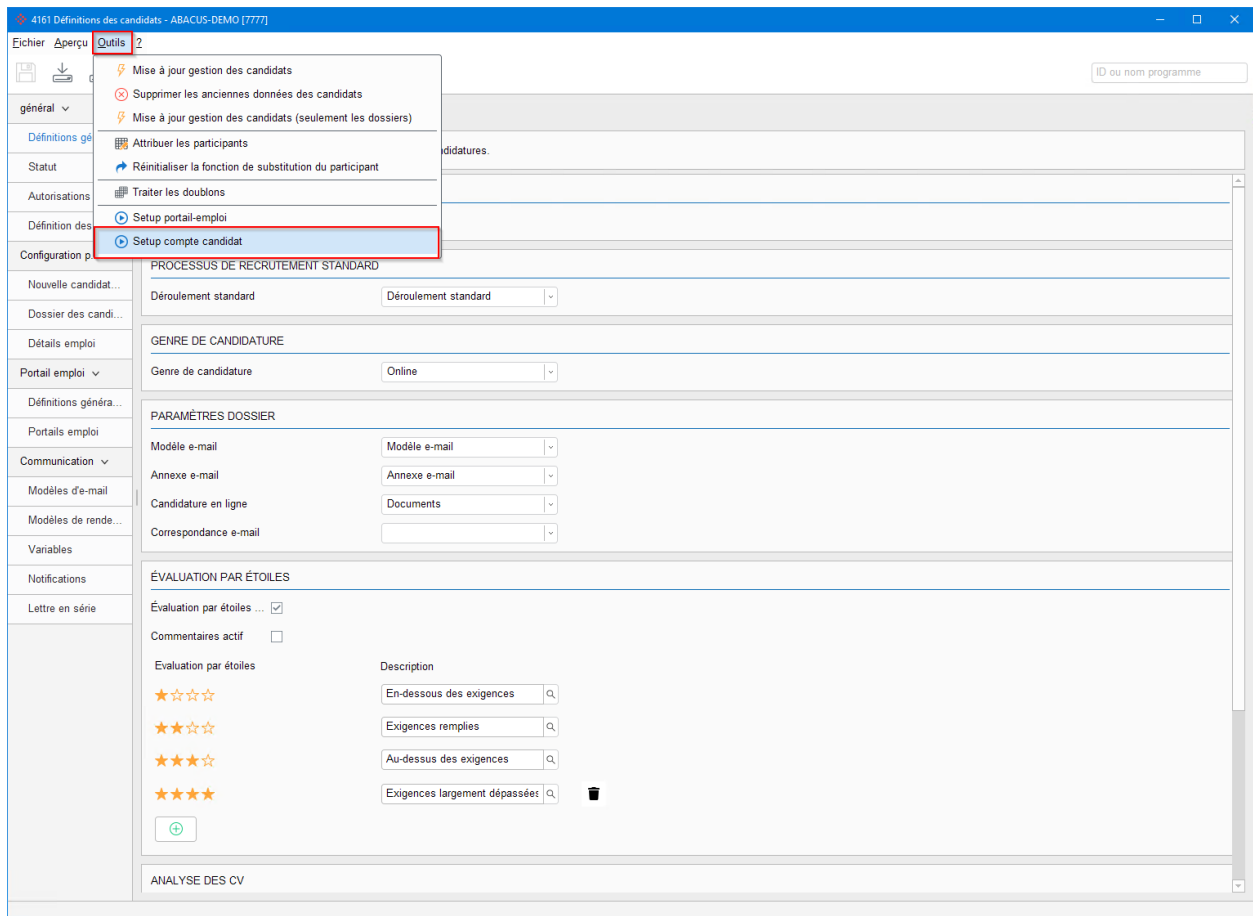 4161 Définitions des candidats - ABACUS-DEMO [7777]
Fichier Aperçu Outils ?
ID ou nom programme
Mise à jour gestion des candidats
Supprimer les anciennes données des candidats
Mise à jour gestion des candidats (seulement les dossiers)
Attribuer les participants
Réinitialiser la fonction de substitution du participant
Traiter les doublons
Setup portail-emploi
Setup compte candidat
général
Définitions gé
Statut
Autorisations
Définition des
Configuration p...
Nouvelle candidat...
Dossier des candi...
Détails emploi
Portail emploi
Définitions généra...
Portails emploi
Communication
Modèles d'e-mail
Modèles de rende...
Variables
Notifications
Lettre en série
didatures.
PROCESSUS DE RECRUTEMENT STANDARD
Déroulement standard Déroulement standard
GENRE DE CANDIDATURE
Genre de candidature Online
PARAMÈTRES DOSSIER
Modèle e-mail Modèle e-mail
Annexe e-mail Annexe e-mail
Candidature en ligne Documents
Correspondance e-mail
ÉVALUATION PAR ÉTOILES
Évaluation par étoiles ...
Commentaires actif
Evaluation par étoiles Description
En-dessous des exigences
Exigences remplies
Au-dessus des exigences
Exigences largement dépassées
ANALYSE DES CV